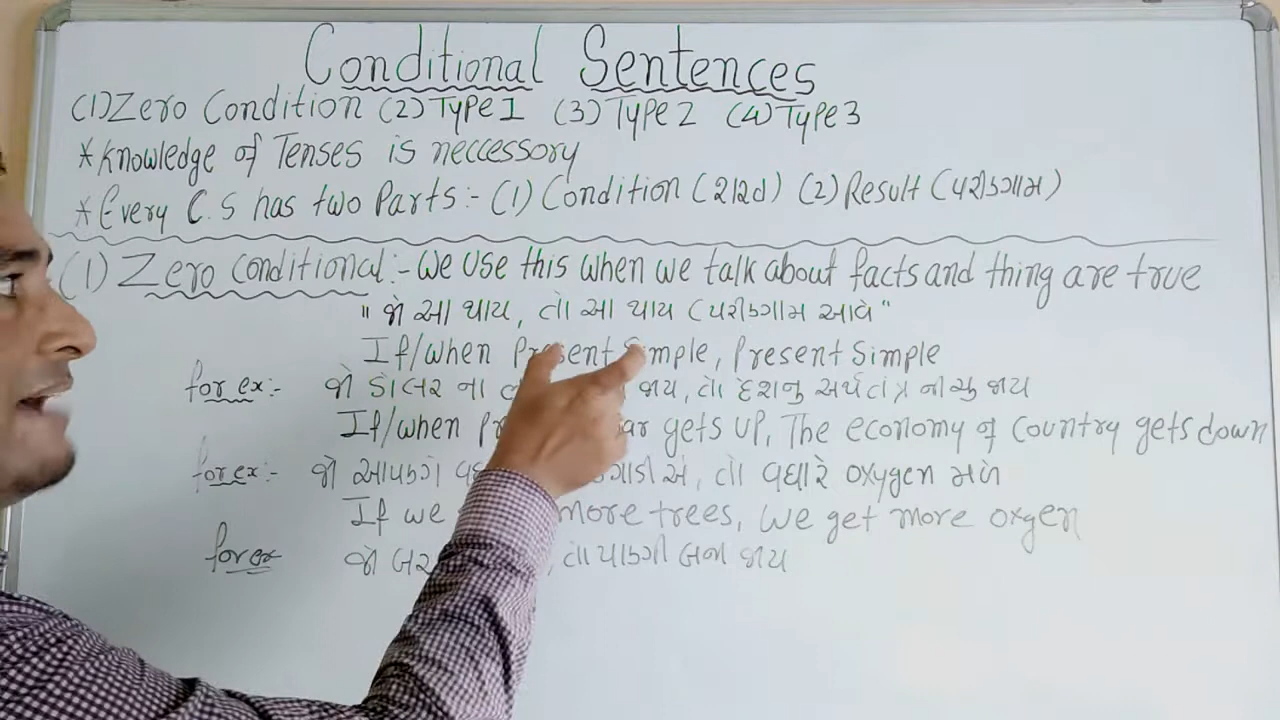 Conditional Sentences
(1) Zero Condition (2) Type 1 (3) Type 2 (4) Type 3
* Knowledge of Tenses is neccessory
* Every C.S has two Parts:- (1) Condition (શરત) (2) Result (પરીણામ)
(1) Zero Conditional:- We use this when we talk about facts and thing are true
" જો આ થાય, તો આ થાય (પરીણામ આવે "
If/when Present Simple, Present Simple
for ex:- જો ડોલર ના જાય, તો દેશનુ અર્થતંત્ર નીચુ જાય
If/when gets up, The economy of country gets down
for ex:- જો આપણે તો વધારે oxygen મળે
If we more trees, we get more oxgen
for ex જો તો પાણી બની જાય